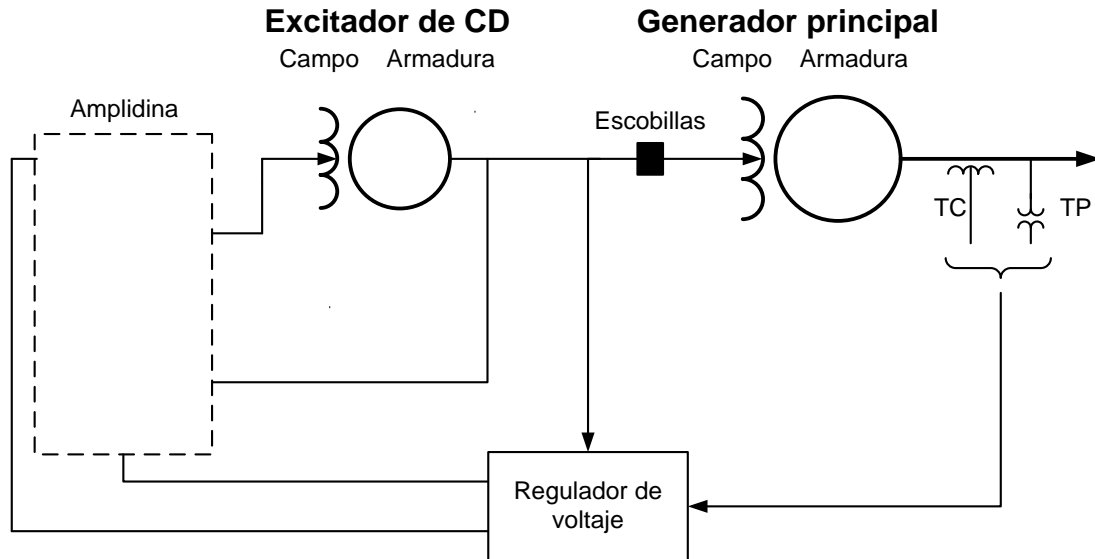 Excitador de CD
Generador principal
Campo
Armadura
Campo
Armadura
Amplidina
Escobillas
TC
TP
Regulador de
voltaje